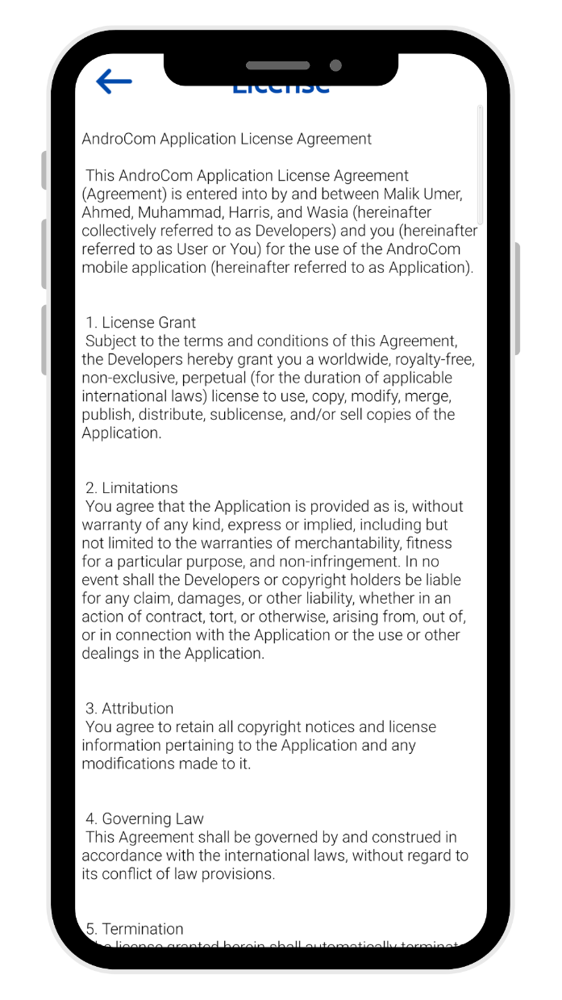 License
AndroCom Application License Agreement
This AndroCom Application License Agreement
(Agreement) is entered into by and between Malik Umer,
Ahmed, Muhammad, Harris, and Wasia (hereinafter
collectively referred to as Developers) and you (hereinafter
referred to as User or You) for the use of the AndroCom
mobile application (hereinafter referred to as Application).
1. License Grant
Subject to the terms and conditions of this Agreement,
the Developers hereby grant you a worldwide, royalty-free,
non-exclusive, perpetual (for the duration of applicable
international laws) license to use, copy, modify, merge,
publish, distribute, sublicense, and/or sell copies of the
Application.
2. Limitations
You agree that the Application is provided as is, without
warranty of any kind, express or implied, including but
not limited to the warranties of merchantability, fitness
for a particular purpose, and non-infringement. In no
event shall the Developers or copyright holders be liable
for any claim, damages, or other liability, whether in an
action of contract, tort, or otherwise, arising from, out of,
or in connection with the Application or the use or other
dealings in the Application.
3. Attribution
You agree to retain all copyright notices and license
information pertaining to the Application and any
modifications made to it.
4. Governing Law
This Agreement shall be governed by and construed in
accordance with the international laws, without regard to
its conflict of law provisions.
5. Termination
license granted herein shall automatically